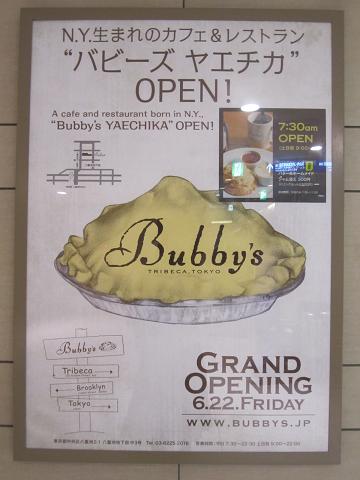 N.Y.生まれのカフェ&レストラン
“バビーズ ヤエチカ”
OPEN!
A cafe and restaurant born in N.Y.,
“Bubby's YAECHIKA” OPEN!
7:30am
OPEN
Bubby's
TRIBECA, TOKYO
Bubby's
Tribeca
Brooklyn
Tokyo
GRAND
OPENING
6.22.FRIDAY
WWW.BUBBYS.JP